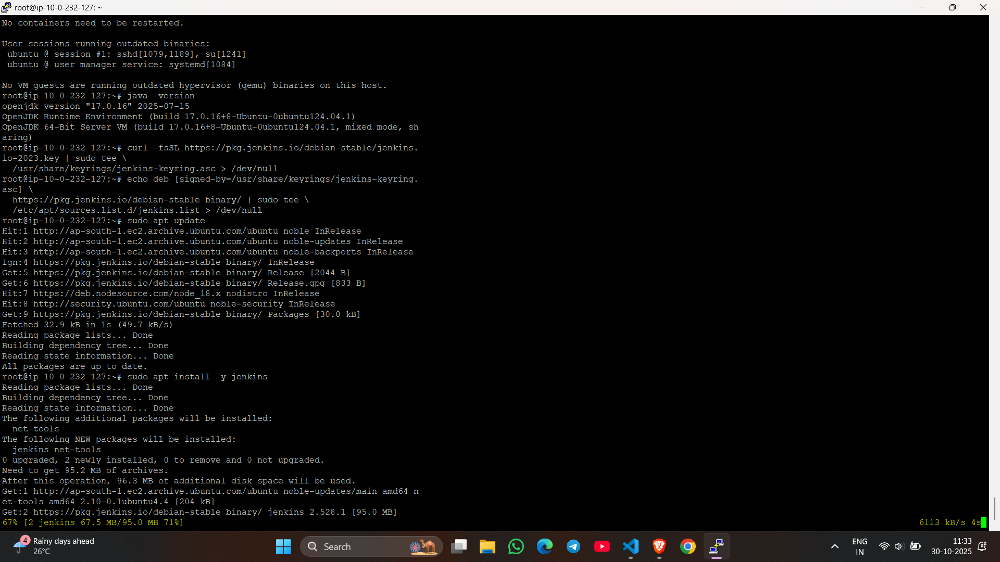 root@ip-10-0-232-127: ~
No containers need to be restarted.
User sessions running outdated binaries:
 ubuntu @ session #1: sshd[1079,1189], su[1241]
 ubuntu @ user manager service: systemd[1084]
No VM guests are running outdated hypervisor (qemu) binaries on this host.
root@ip-10-0-232-127:~# java -version
openjdk version "17.0.16" 2025-07-15
OpenJDK Runtime Environment (build 17.0.16+8-Ubuntu-0ubuntu124.04.1)
OpenJDK 64-Bit Server VM (build 17.0.16+8-Ubuntu-0ubuntu124.04.1, mixed mode, sh
aring)
root@ip-10-0-232-127:~# curl -fsSL https://pkg.jenkins.io/debian-stable/jenkins.
io-2023.key | sudo tee \
  /usr/share/keyrings/jenkins-keyring.asc > /dev/null
root@ip-10-0-232-127:~# echo deb [signed-by=/usr/share/keyrings/jenkins-keyring.
asc] \
  https://pkg.jenkins.io/debian-stable binary/ | sudo tee \
  /etc/apt/sources.list.d/jenkins.list > /dev/null
root@ip-10-0-232-127:~# sudo apt update
Hit:1 http://ap-south-1.ec2.archive.ubuntu.com/ubuntu noble InRelease
Hit:2 http://ap-south-1.ec2.archive.ubuntu.com/ubuntu noble-updates InRelease
Hit:3 http://ap-south-1.ec2.archive.ubuntu.com/ubuntu noble-backports InRelease
Ign:4 https://pkg.jenkins.io/debian-stable binary/ InRelease
Get:5 https://pkg.jenkins.io/debian-stable binary/ Release [2044 B]
Get:6 https://pkg.jenkins.io/debian-stable binary/ Release.gpg [833 B]
Hit:7 https://deb.nodesource.com/node_18.x nodistro InRelease
Hit:8 http://security.ubuntu.com/ubuntu noble-security InRelease
Get:9 https://pkg.jenkins.io/debian-stable binary/ Packages [30.0 kB]
Fetched 32.9 kB in 1s (49.7 kB/s)
Reading package lists... Done
Building dependency tree... Done
Reading state information... Done
All packages are up to date.
root@ip-10-0-232-127:~# sudo apt install -y jenkins
Reading package lists... Done
Building dependency tree... Done
Reading state information... Done
The following additional packages will be installed:
  net-tools
The following NEW packages will be installed:
  jenkins net-tools
0 upgraded, 2 newly installed, 0 to remove and 0 not upgraded.
Need to get 95.2 MB of archives.
After this operation, 96.3 MB of additional disk space will be used.
Get:1 http://ap-south-1.ec2.archive.ubuntu.com/ubuntu noble-updates/main amd64 n
et-tools amd64 2.10-0.1ubuntu4.4 [204 kB]
Get:2 https://pkg.jenkins.io/debian-stable binary/ jenkins 2.528.1 [95.0 MB]
67% [2 jenkins 67.5 MB/95.0 MB 71%] 6113 kB/s 4s
4
Rainy days ahead
26°C
Search
ENG
IN
11:33
30-10-2025